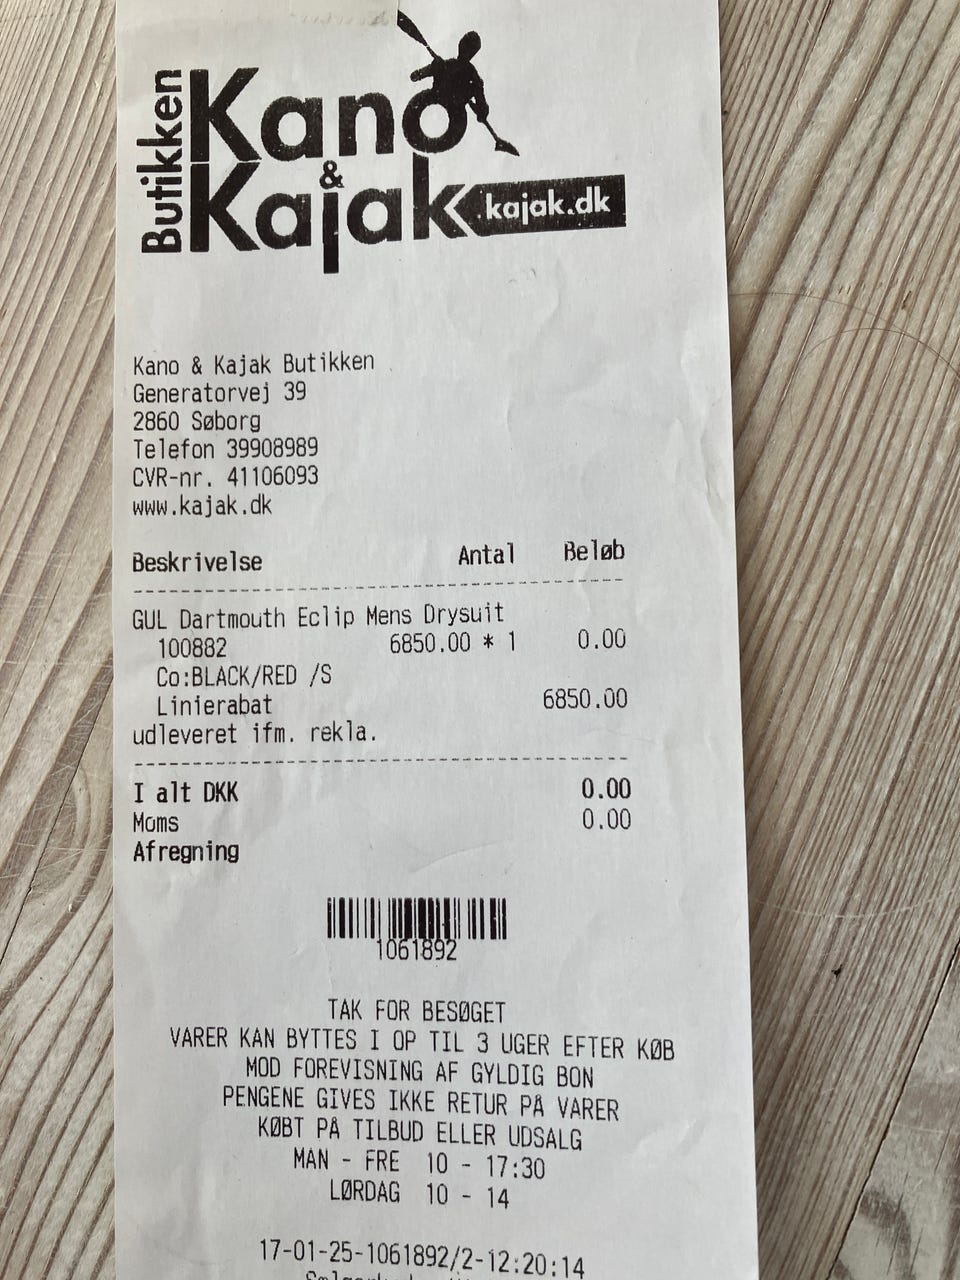 Butikken
Kano
&
Kajak
.kajak.dk
Kano & Kajak Butikken
Generatorvej 39
2860 Søborg
Telefon 39908989
CVR-nr. 41106093
www.kajak.dk
Beskrivelse Antal Beløb
GUL Dartmouth Eclip Mens Drysuit
100882 6850.00 * 1 0.00
Co:BLACK/RED /S
Linierabat 6850.00
udleveret ifm. rekla.
I alt DKK 0.00
Moms 0.00
Afregning
1061892
TAK FOR BESØGET
VARER KAN BYTTES I OP TIL 3 UGER EFTER KØB
MOD FOREVISNING AF GYLDIG BON
PENGENE GIVES IKKE RETUR PÅ VARER
KØBT PÅ TILBUD ELLER UDSALG
MAN - FRE 10 - 17:30
LØRDAG 10 - 14
17-01-25-1061892/2-12:20:14